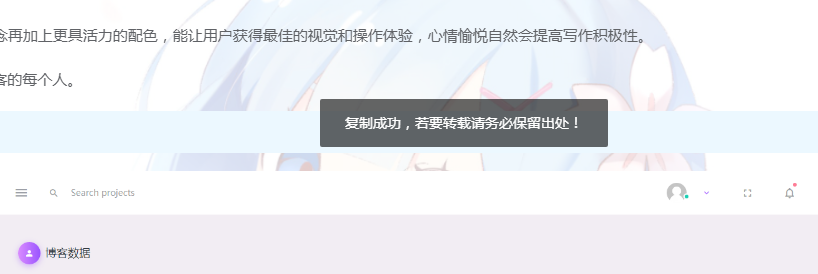 念再加上更具活力的配色，能让用户获得最佳的视觉和操作体验，心情愉悦自然会提高写作积极性。
客的每个人。
复制成功，若要转载请务必保留出处！
Search projects
博客数据